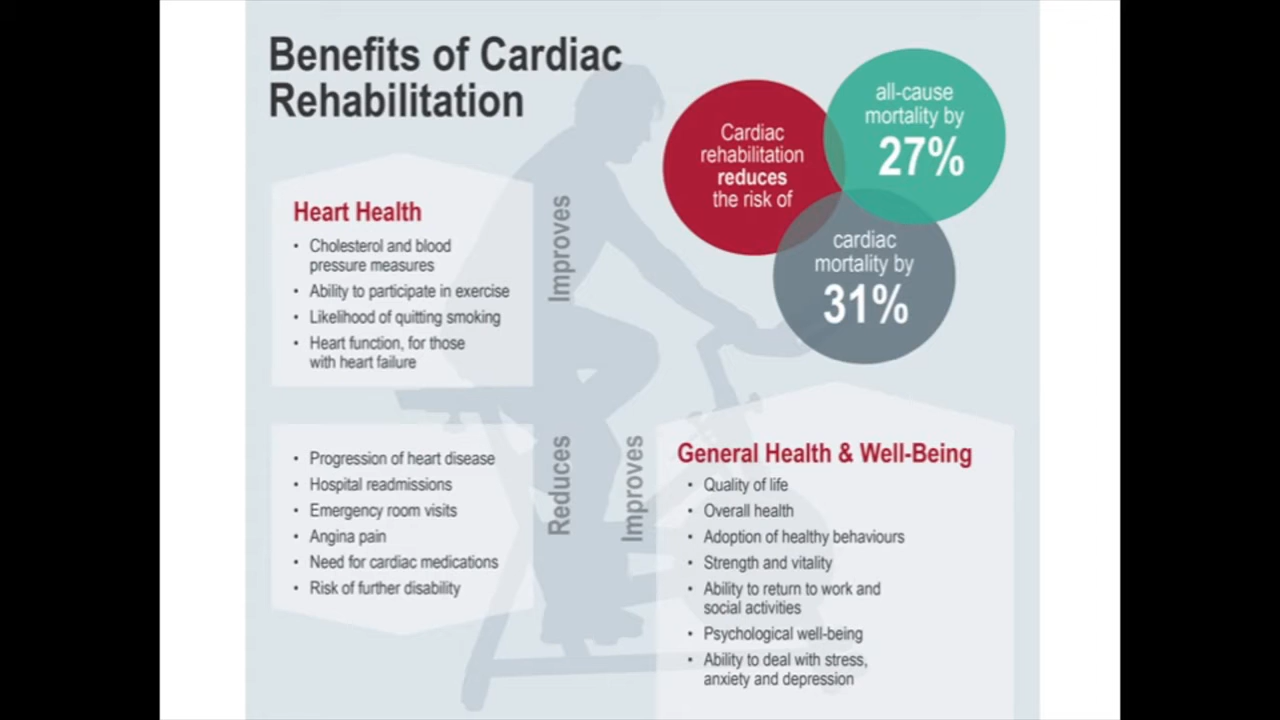 Benefits of Cardiac
Rehabilitation
Cardiac
rehabilitation
reduces
the risk of
all-cause
mortality by
27%
cardiac
mortality by
31%
Heart Health
• Cholesterol and blood
pressure measures
• Ability to participate in exercise
• Likelihood of quitting smoking
• Heart function, for those
with heart failure
Improves
• Progression of heart disease
• Hospital readmissions
• Emergency room visits
• Angina pain
• Need for cardiac medications
• Risk of further disability
Reduces
Improves
General Health & Well-Being
• Quality of life
• Overall health
• Adoption of healthy behaviours
• Strength and vitality
• Ability to return to work and
social activities
• Psychological well-being
• Ability to deal with stress,
anxiety and depression